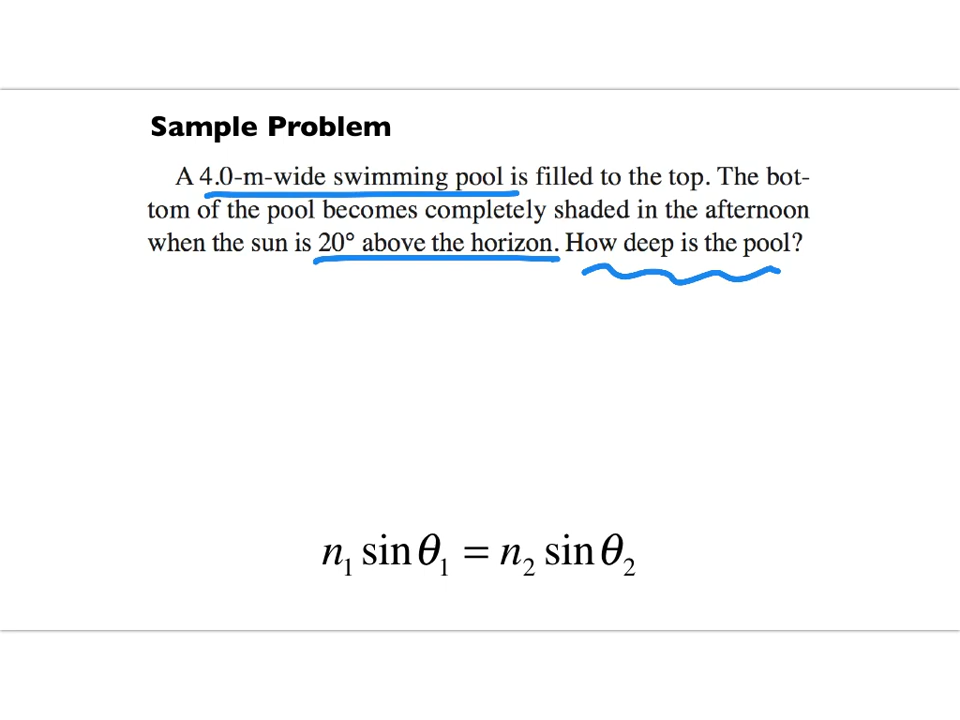 Sample Problem
A 4.0-m-wide swimming pool is filled to the top. The bot-
tom of the pool becomes completely shaded in the afternoon
when the sun is 20° above the horizon. How deep is the pool?
n₁ sin θ₁ = n₂ sin θ₂